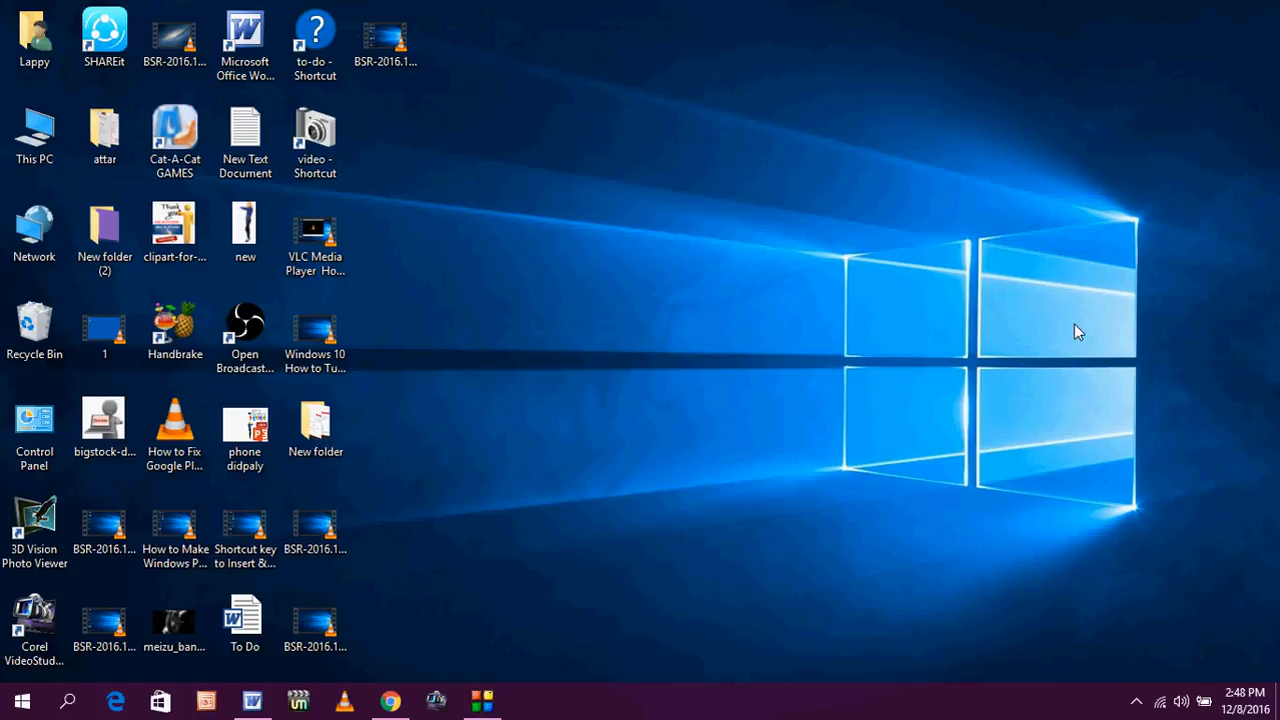 Lappy
SHAREit
BSR-2016.1...
Microsoft
Office Wo...
to-do -
Shortcut
BSR-2016.1...
This PC
attar
Cat-A-Cat
GAMES
New Text
Document
video -
Shortcut
Network
New folder
(2)
clipart-for-...
new
VLC Media
Player Ho...
Recycle Bin
1
Handbrake
Open
Broadcast...
Windows 10
How to Tu...
Control
Panel
bigstock-d...
How to Fix
Google Pl...
phone
didpaly
New folder
3D Vision
Photo Viewer
BSR-2016.1...
How to Make
Windows P...
Shortcut key
to Insert &...
BSR-2016.1...
Corel
VideoStud...
BSR-2016.1...
meizu_ban...
To Do
BSR-2016.1...
2:48 PM
12/8/2016